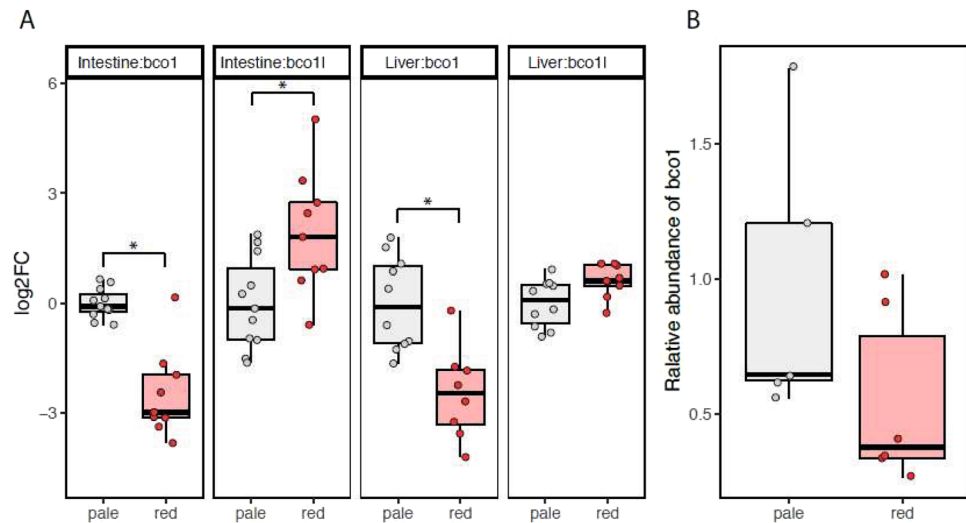 A
B
Intestine:bco1
Intestine:bco1l
Liver:bco1
Liver:bco1l
log2FC
6
3
0
−3
*
*
*
pale
red
pale
red
pale
red
pale
red
Ralative abundance of bco1
1.5
1.0
0.5
pale
red